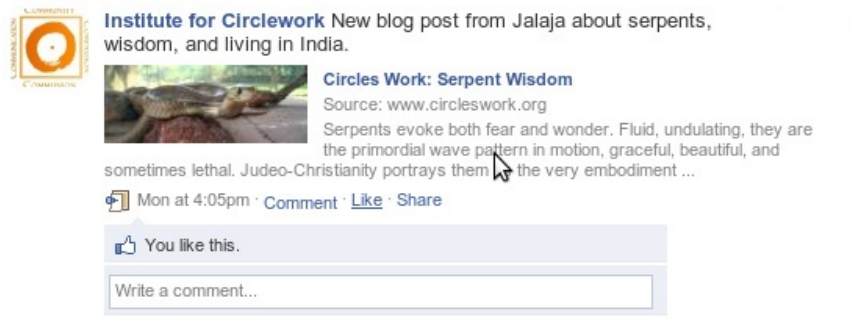 COMMUNITY
Institute for Circlework New blog post from Jalaja about serpents,
wisdom, and living in India.
COMMUNION
Circles Work: Serpent Wisdom
Source: www.circleswork.org
Serpents evoke both fear and wonder. Fluid, undulating, they are
the primordial wave pattern in motion, graceful, beautiful, and
sometimes lethal. Judeo-Christianity portrays them the very embodiment ...
Mon at 4:05pm · Comment · Like · Share
You like this.
Write a comment...